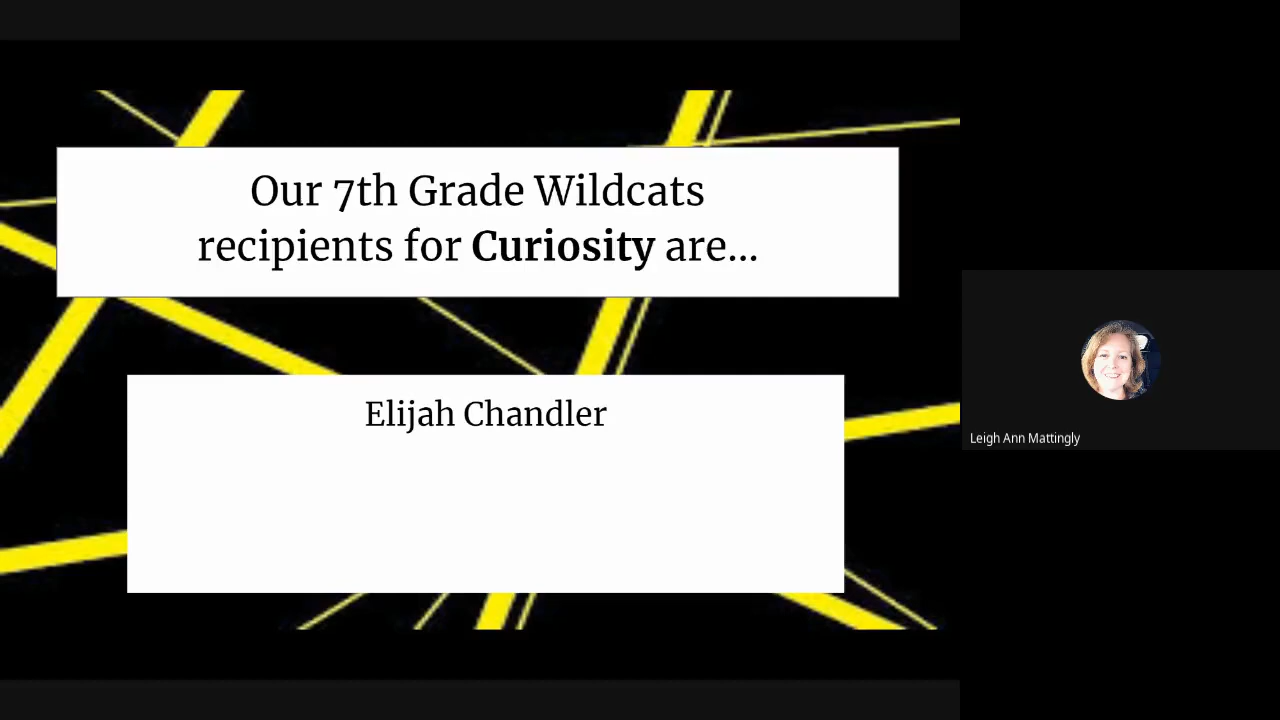 Our 7th Grade Wildcats
recipients for Curiosity are...
Elijah Chandler
Leigh Ann Mattingly